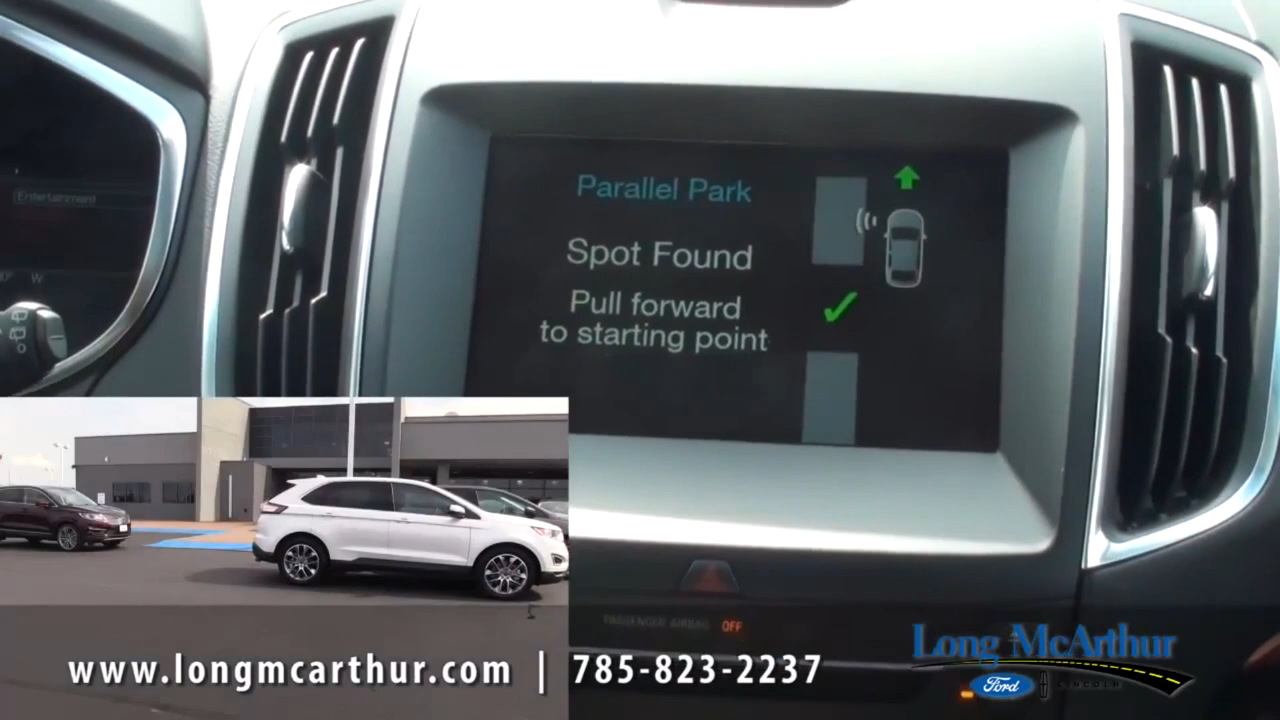 Entertainment
W
Parallel Park
Spot Found
Pull forward
to starting point
PASSENGER AIRBAG OFF
www.longmcarthur.com | 785-823-2237
Long McArthur
Ford LINCOLN